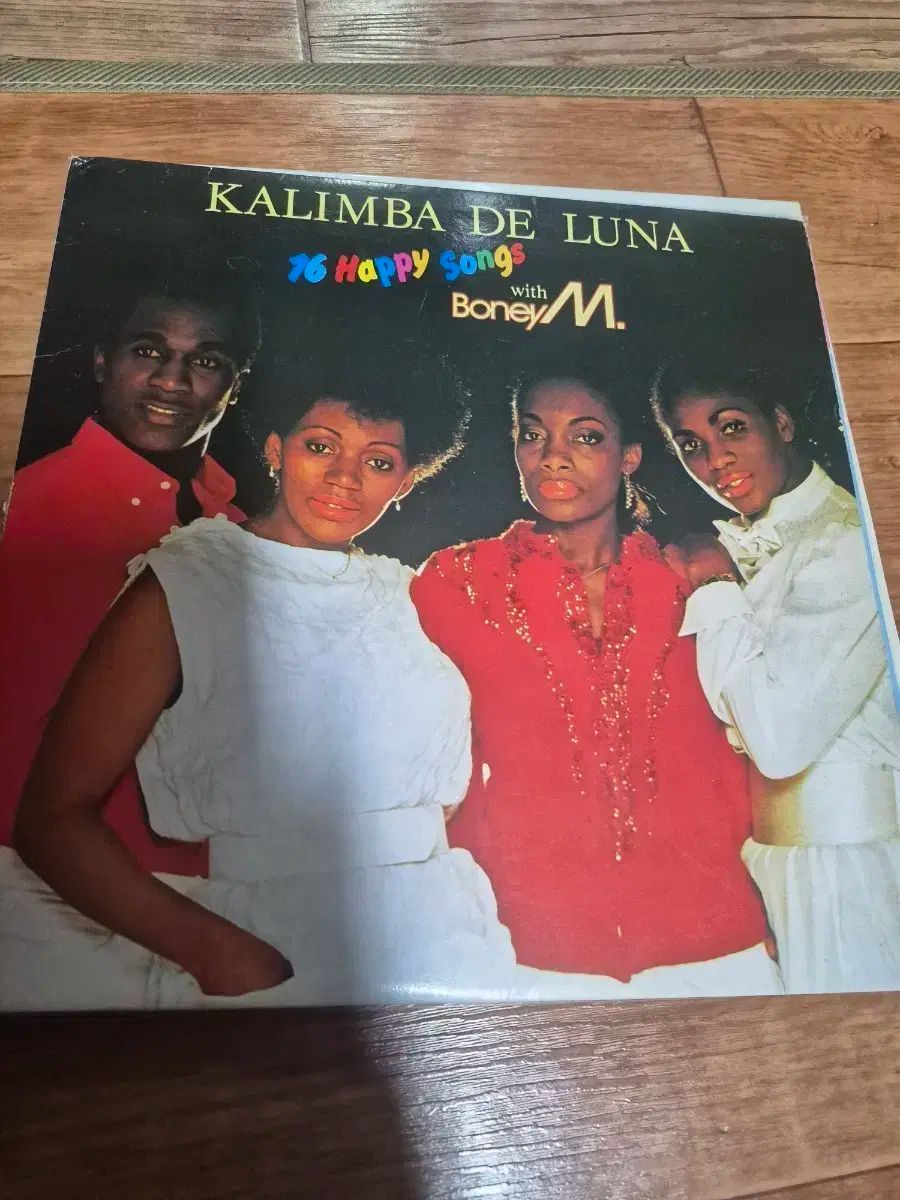 KALIMBA DE LUNA
16 Happy Songs
with
Boney M.